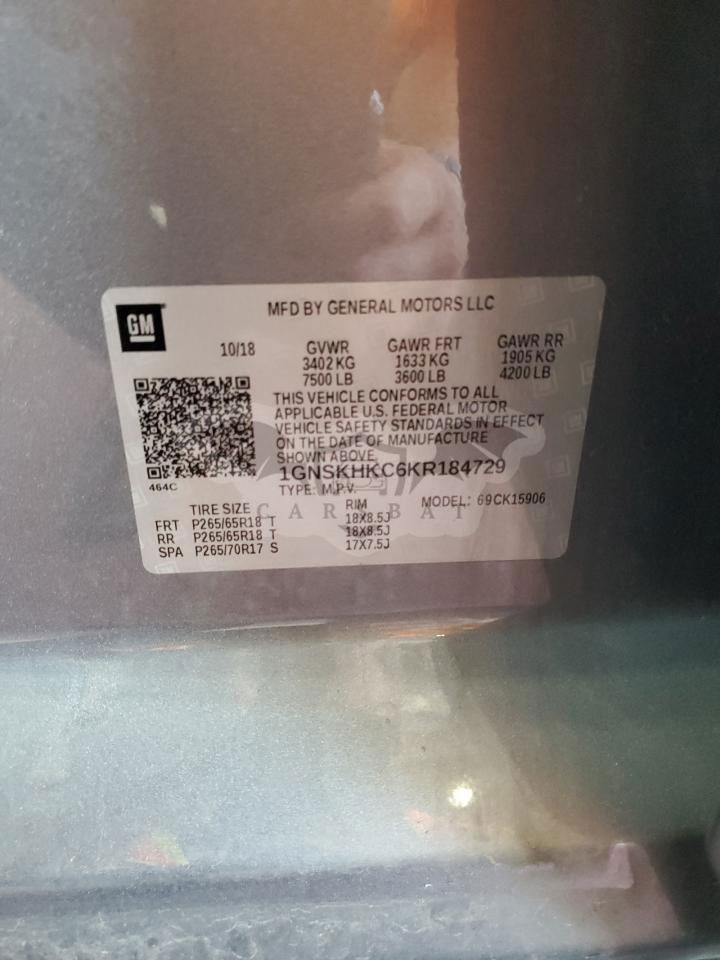 GM
MFD BY GENERAL MOTORS LLC
10/18 GVWR GAWR FRT GAWR RR
3402 KG 1633 KG 1905 KG
7500 LB 3600 LB 4200 LB
THIS VEHICLE CONFORMS TO ALL
APPLICABLE U.S. FEDERAL MOTOR
VEHICLE SAFETY STANDARDS IN EFFECT
ON THE DATE OF MANUFACTURE
SHOWN ABOVE
1GNSKHKC6KR184729
464C
TYPE: M.P.V. MODEL: 69CK15906
TIRE SIZE RIM
FRT P265/65R18 T 18X8.5J
RR P265/65R18 T 18X8.5J
SPA P265/70R17 S 17X7.5J
CAR BAT